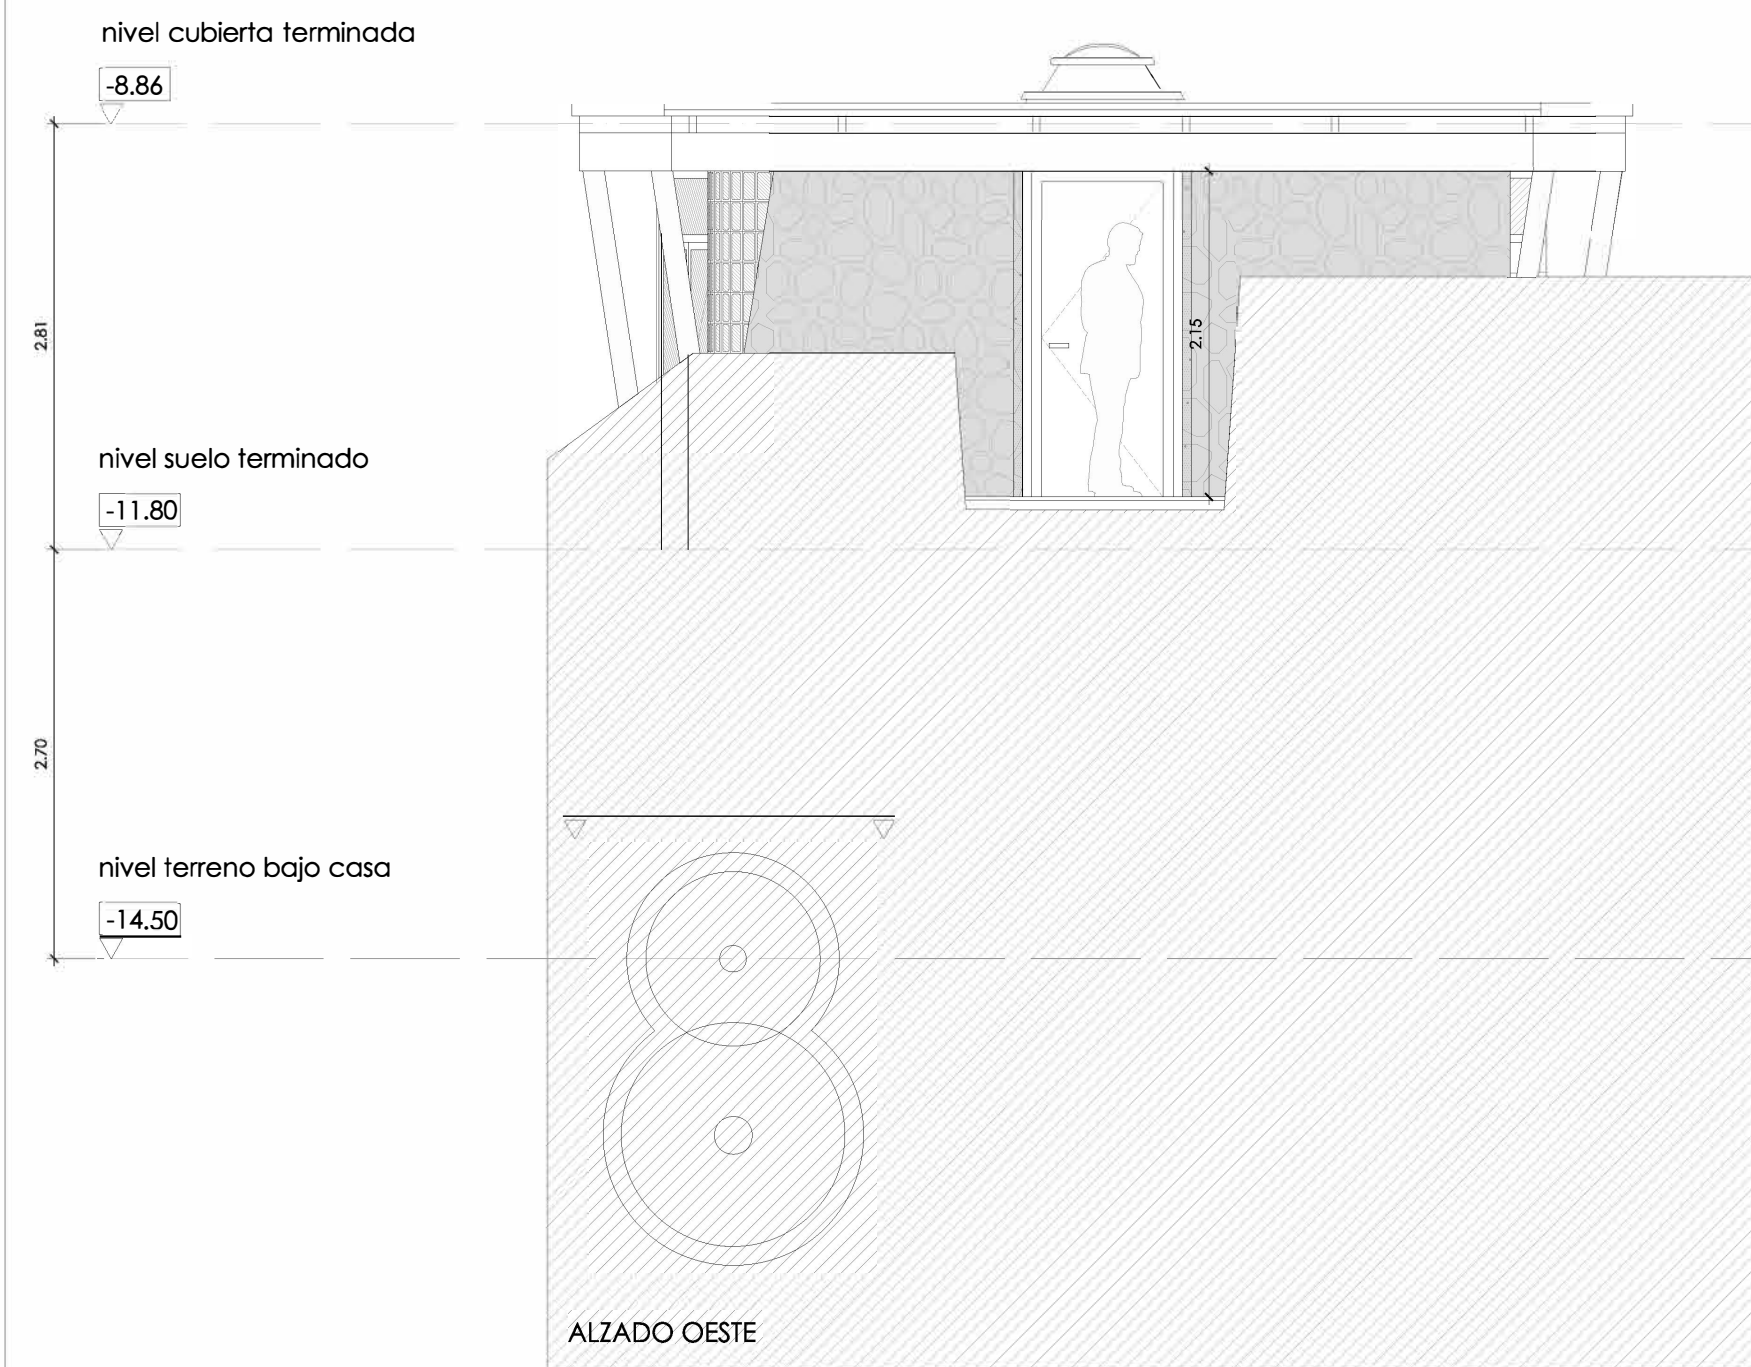 nivel cubierta terminada
-8.86
2.81
2.15
nivel suelo terminado
-11.80
2.70
nivel terreno bajo casa
-14.50
ALZADO OESTE